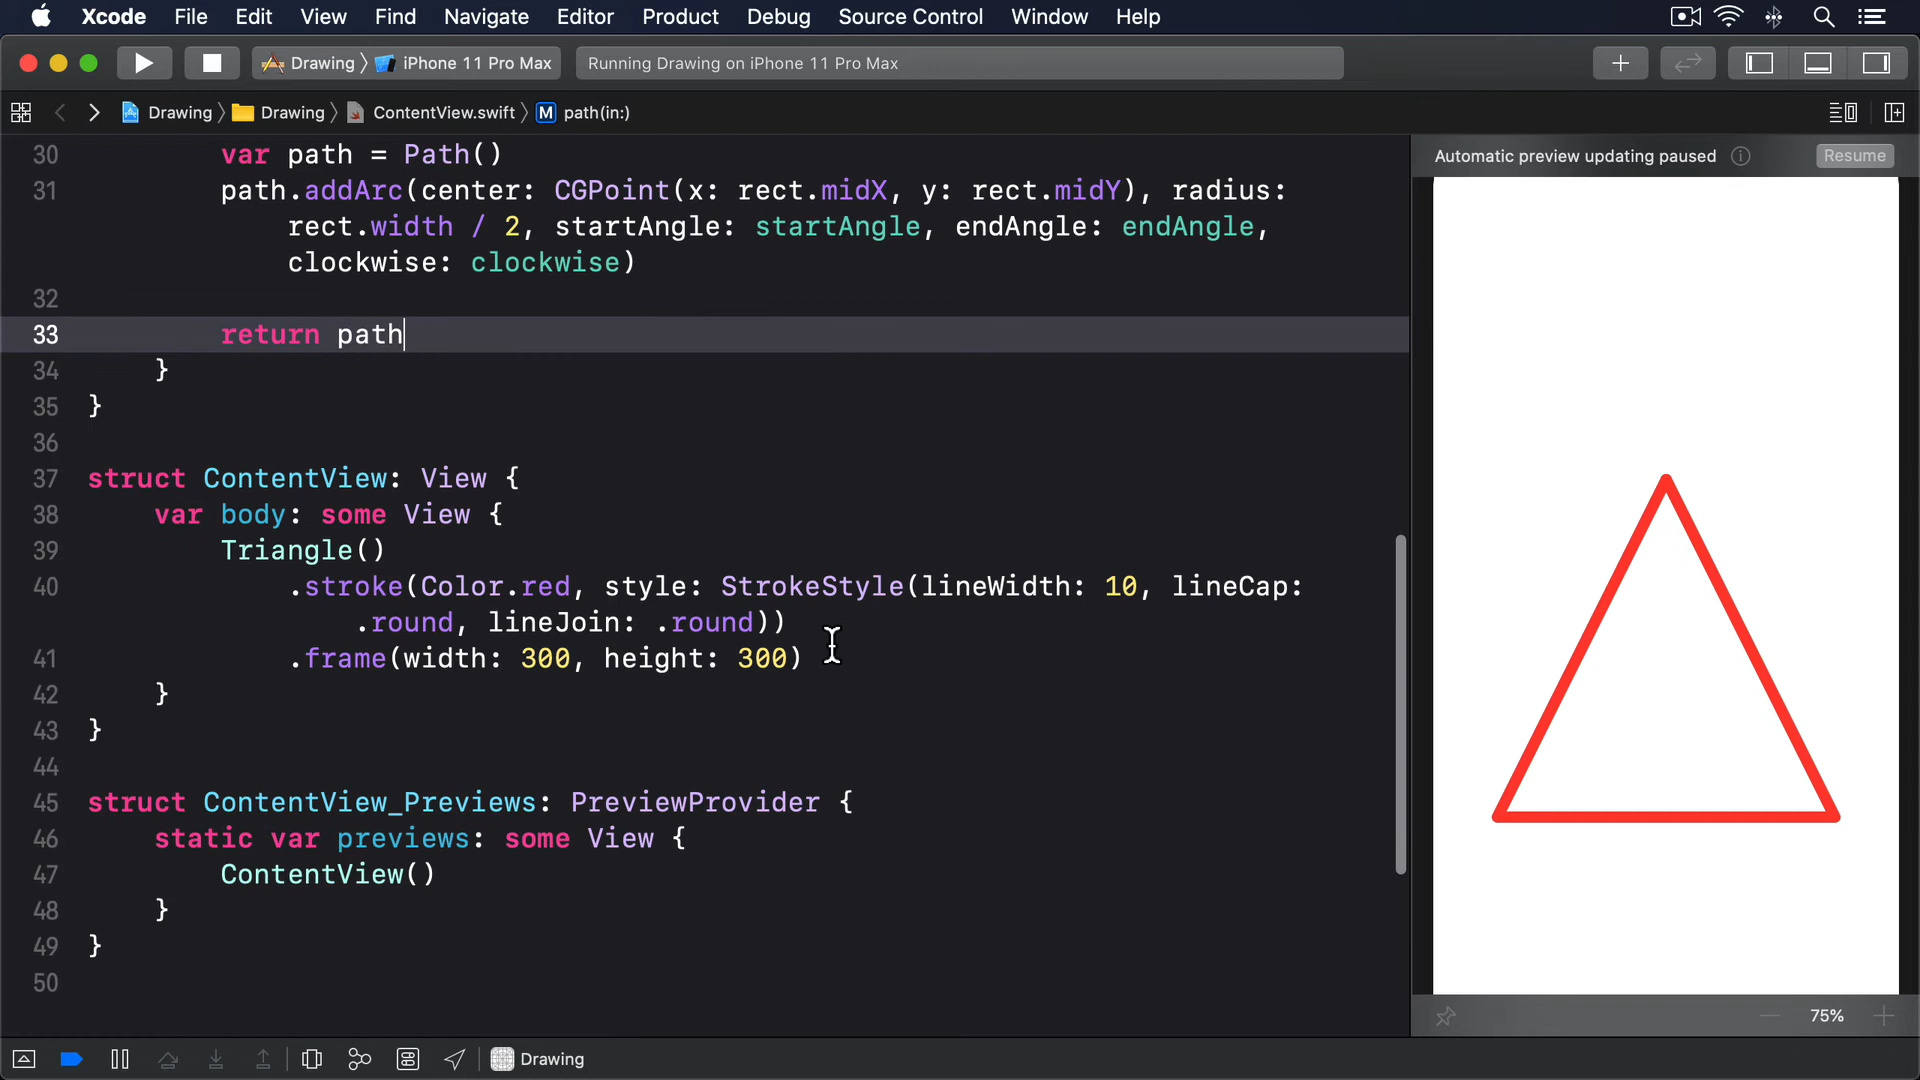 Xcode File Edit View Find Navigate Editor Product Debug Source Control Window Help
Drawing iPhone 11 Pro Max Running Drawing on iPhone 11 Pro Max
Drawing Drawing ContentView.swift M path(in:)
Automatic preview updating paused Resume
30 var path = Path()
31 path.addArc(center: CGPoint(x: rect.midX, y: rect.midY), radius:
rect.width / 2, startAngle: startAngle, endAngle: endAngle,
clockwise: clockwise)
32
33 return path
34 }
35 }
36
37 struct ContentView: View {
38 var body: some View {
39 Triangle()
40 .stroke(Color.red, style: StrokeStyle(lineWidth: 10, lineCap:
.round, lineJoin: .round))
41 .frame(width: 300, height: 300)
42 }
43 }
44
45 struct ContentView_Previews: PreviewProvider {
46 static var previews: some View {
47 ContentView()
48 }
49 }
50
75%
Drawing